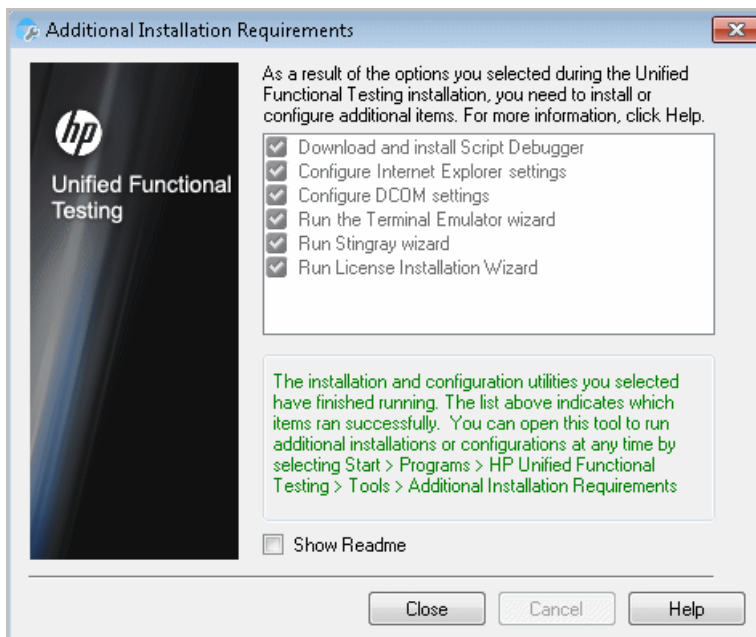 Additional Installation Requirements
hp
Unified Functional
Testing
As a result of the options you selected during the Unified
Functional Testing installation, you need to install or
configure additional items. For more information, click Help.
Download and install Script Debugger
Configure Internet Explorer settings
Configure DCOM settings
Run the Terminal Emulator wizard
Run Stingray wizard
Run License Installation Wizard
The installation and configuration utilities you selected
have finished running. The list above indicates which
items ran successfully.  You can open this tool to run
additional installations or configurations at any time by
selecting Start > Programs > HP Unified Functional
Testing > Tools > Additional Installation Requirements
Show Readme
Close
Cancel
Help